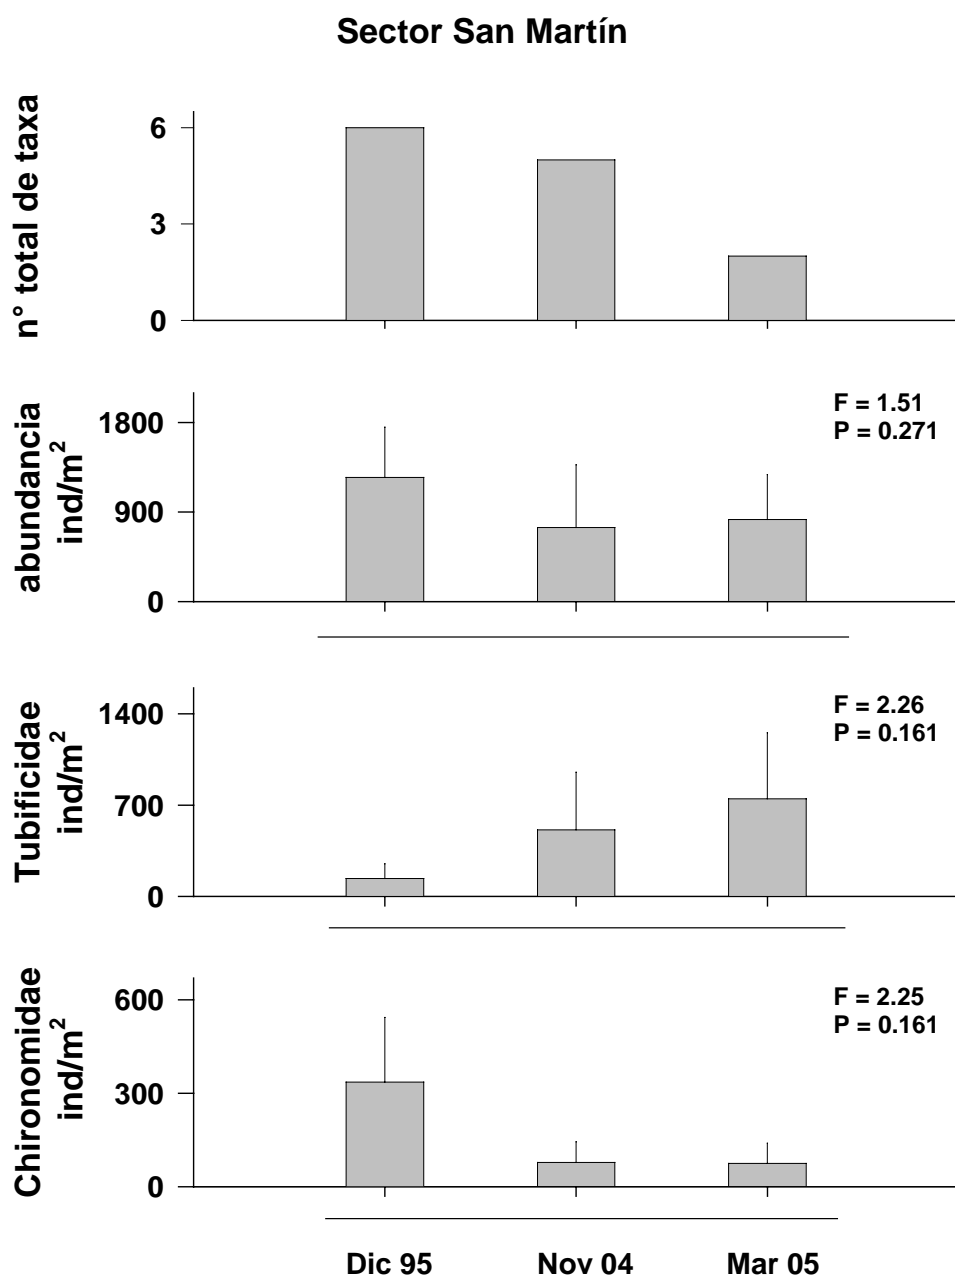 Sector San Martín
n° total de taxa
6
3
0
abundancia
ind/m²
1800
900
0
F = 1.51
P = 0.271
Tubificidae
ind/m²
1400
700
0
F = 2.26
P = 0.161
Chironomidae
ind/m²
600
300
0
F = 2.25
P = 0.161
Dic 95 Nov 04 Mar 05